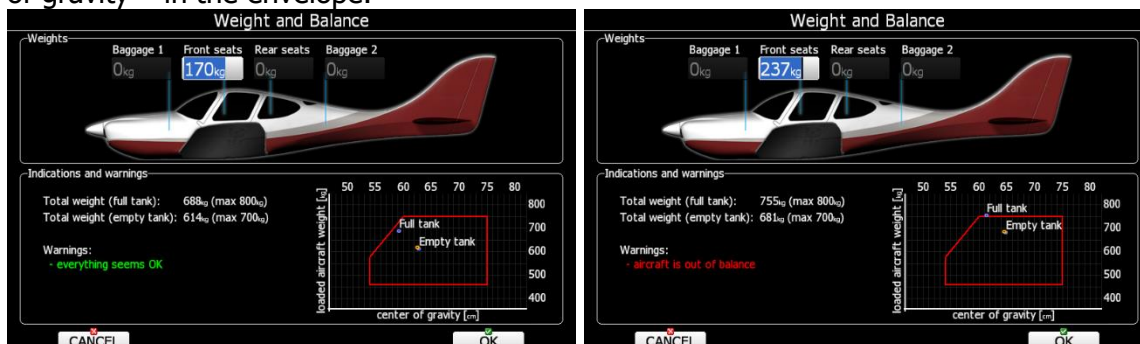 or gravity – in the envelope.
Weight and Balance
Weights
Baggage 1 Front seats Rear seats Baggage 2
0kg 170kg 0kg 0kg
Indications and warnings
Total weight (full tank): 688kg (max 800kg)
Total weight (empty tank): 614kg (max 700kg)
Warnings:
- everything seems OK
loaded aircraft weight [kg]
50 55 60 65 70 75 80
800
700
600
500
400
Full tank
Empty tank
center of gravity [cm]
CANCEL OK
Weight and Balance
Weights
Baggage 1 Front seats Rear seats Baggage 2
0kg 237kg 0kg 0kg
Indications and warnings
Total weight (full tank): 755kg (max 800kg)
Total weight (empty tank): 681kg (max 700kg)
Warnings:
- aircraft is out of balance
loaded aircraft weight [kg]
50 55 60 65 70 75 80
800
700
600
500
400
Full tank
Empty tank
center of gravity [cm]
CANCEL OK